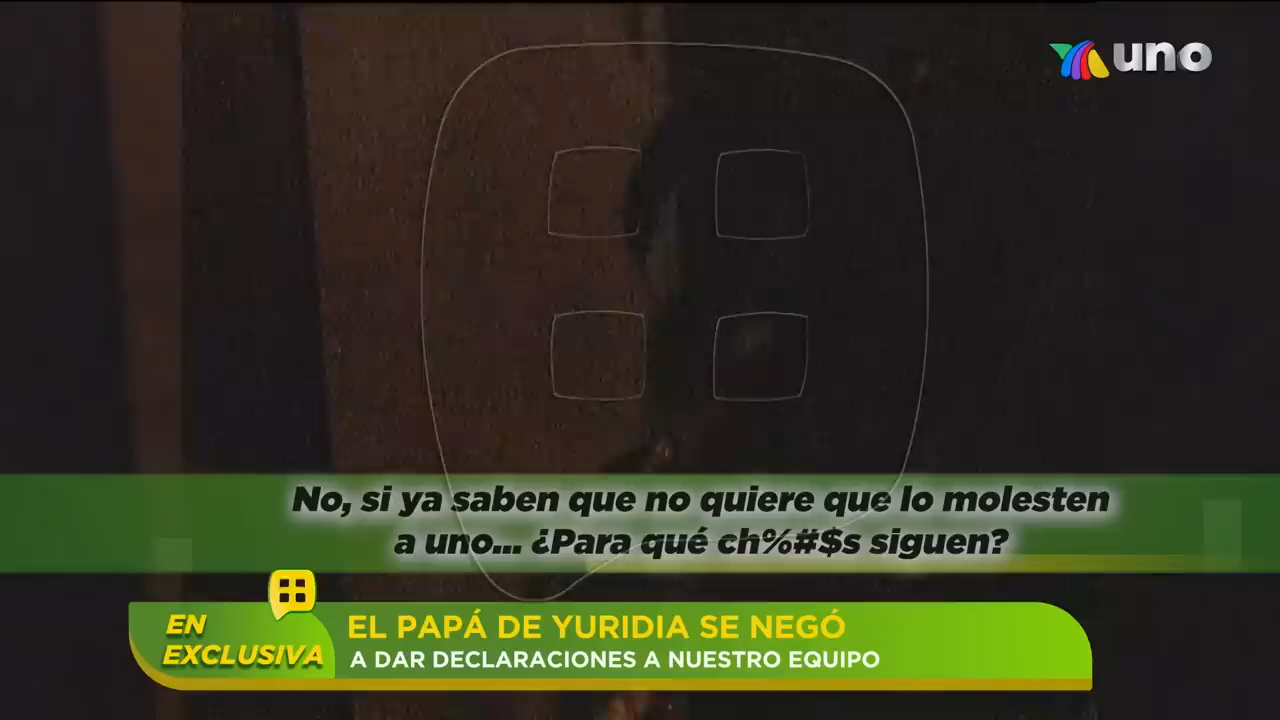 uno
No, si ya saben que no quiere que lo molesten
a uno... ¿Para qué ch%#$s siguen?
EN
EXCLUSIVA
EL PAPÁ DE YURIDIA SE NEGÓ
A DAR DECLARACIONES A NUESTRO EQUIPO